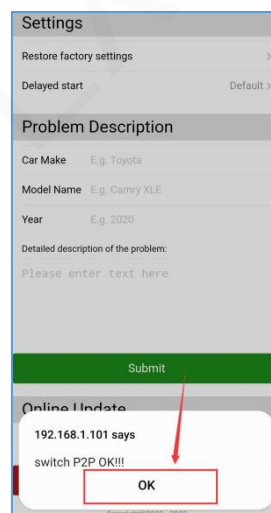 Settings
Restore factory settings >
Delayed start Default >
Problem Description
Car Make E.g. Toyota
Model Name E.g. Camry XLE
Year E.g. 2020
Detailed description of the problem:
Please enter text here
Submit
Online Update
192.168.1.101 says
switch P2P OK!!!
OK